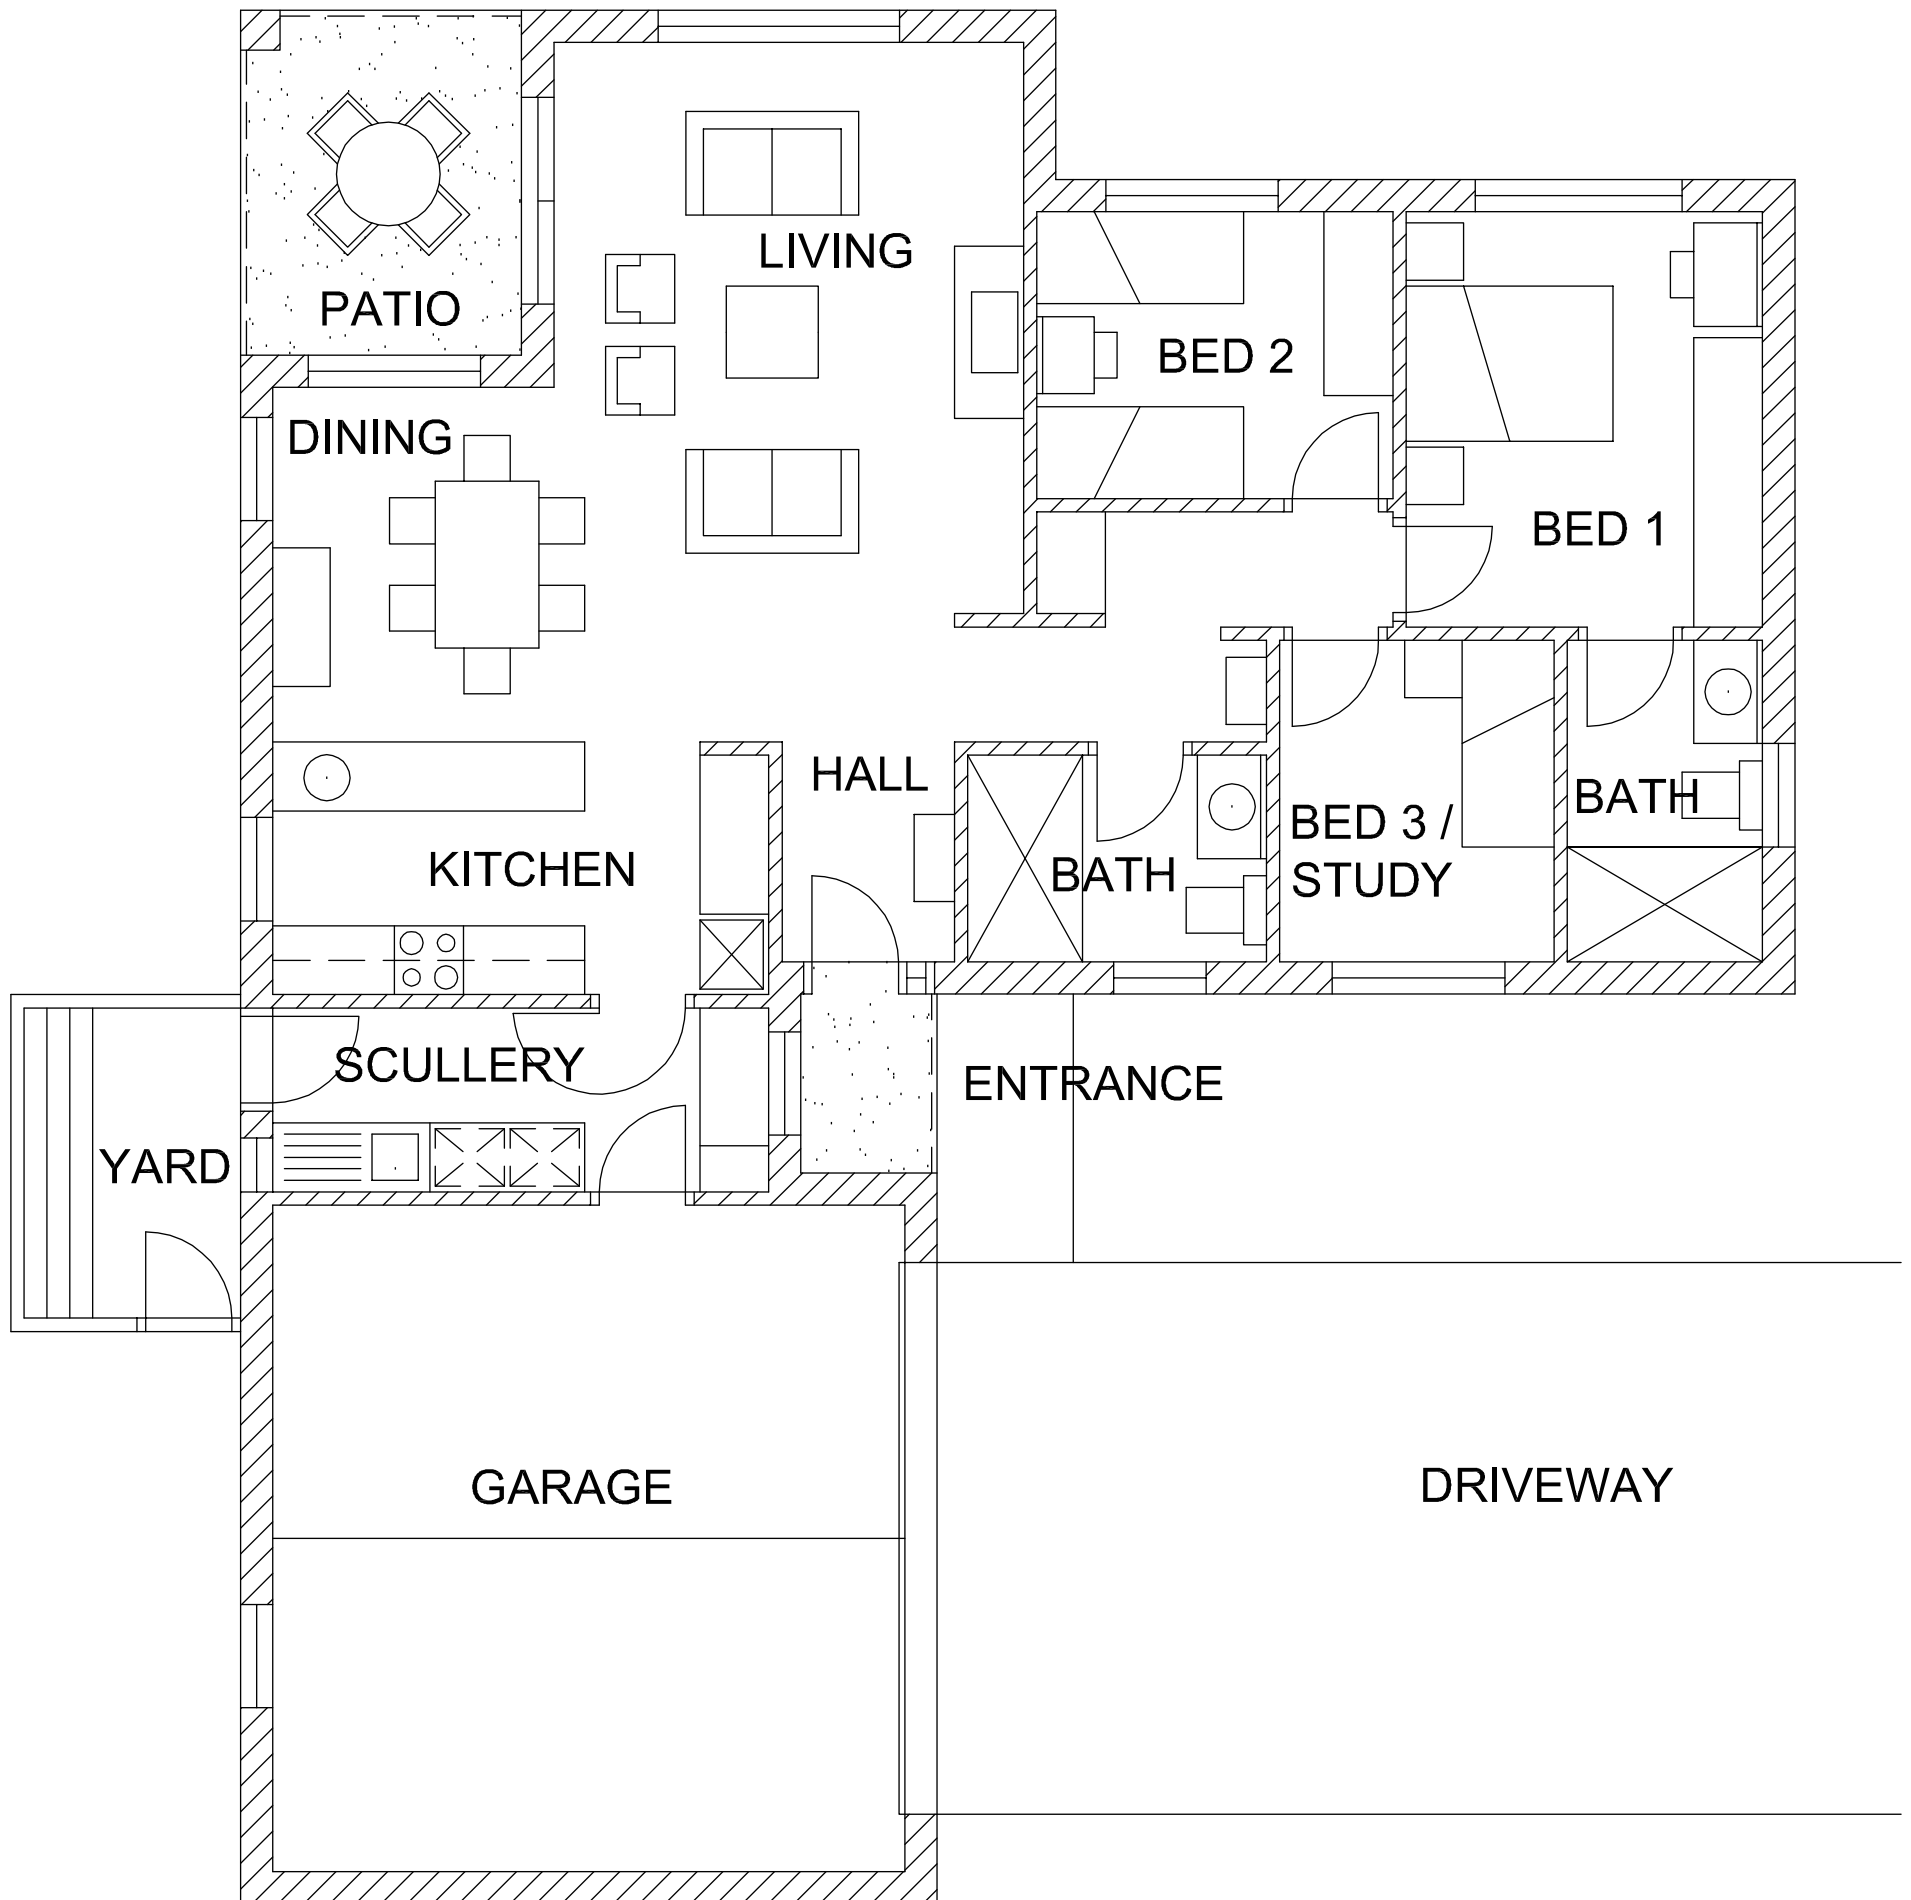 LIVING
PATIO
BED 2
DINING
BED 1
HALL
BATH
BED 3 /
STUDY
KITCHEN
BATH
SCULLERY
ENTRANCE
YARD
GARAGE
DRIVEWAY